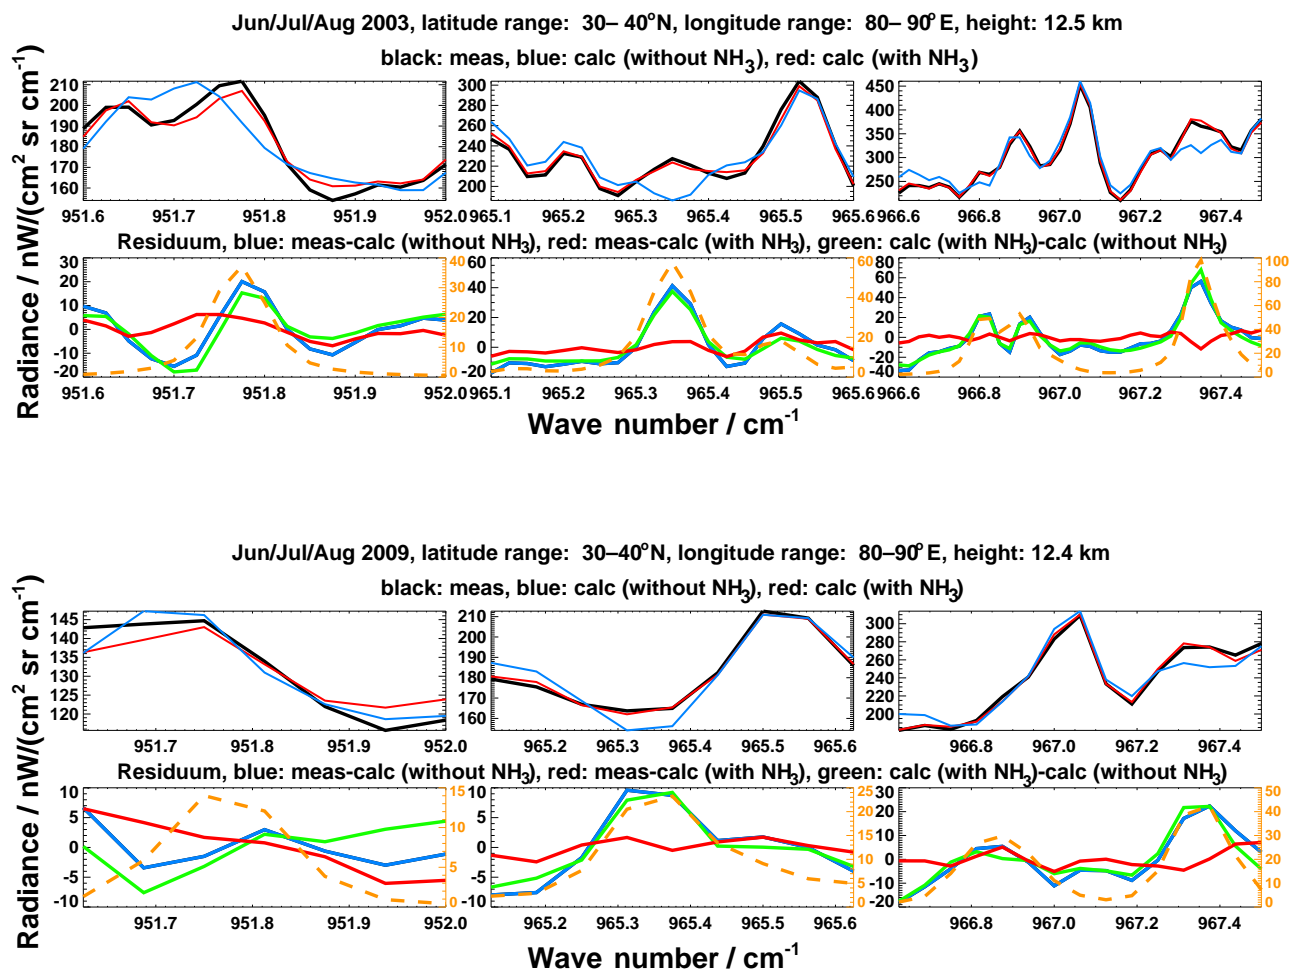 Jun/Jul/Aug 2003, latitude range: 30–40°N, longitude range: 80–90°E, height: 12.5 km
black: meas, blue: calc (without NH3), red: calc (with NH3)
Radiance / nW/(cm² sr cm⁻¹)
210 200 190 180 170 160
300 280 260 240 220 200
450 400 350 300 250
951.6 951.7 951.8 951.9 952.0
965.1 965.2 965.3 965.4 965.5 965.6
966.6 966.8 967.0 967.2 967.4
Residuum, blue: meas-calc (without NH3), red: meas-calc (with NH3), green: calc (with NH3)-calc (without NH3)
30 20 10 0 -10 -20
40 30 20 10 0
60 40 20 0 -20
60 40 20 0
80 60 40 20 0 -20 -40
100 80 60 40 20 0
951.6 951.7 951.8 951.9 952.0
965.1 965.2 965.3 965.4 965.5 965.6
966.6 966.8 967.0 967.2 967.4
Wave number / cm⁻¹
Jun/Jul/Aug 2009, latitude range: 30–40°N, longitude range: 80–90°E, height: 12.4 km
black: meas, blue: calc (without NH3), red: calc (with NH3)
Radiance / nW/(cm² sr cm⁻¹)
145 140 135 130 125 120
210 200 190 180 170 160
300 280 260 240 220 200
951.7 951.8 951.9 952.0
965.2 965.3 965.4 965.5 965.6
966.8 967.0 967.2 967.4
Residuum, blue: meas-calc (without NH3), red: meas-calc (with NH3), green: calc (with NH3)-calc (without NH3)
10 5 0 -5 -10
15 10 5 0
10 5 0 -5 -10
25 20 15 10 5 0
30 20 10 0 -10 -20
50 40 30 20 10 0
951.7 951.8 951.9 952.0
965.2 965.3 965.4 965.5 965.6
966.8 967.0 967.2 967.4
Wave number / cm⁻¹